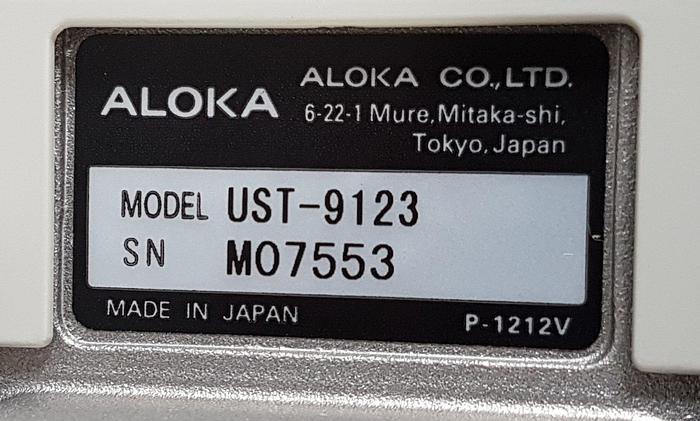 ALOKA
ALOKA CO.,LTD.
6-22-1 Mure,Mitaka-shi,
Tokyo,Japan
MODEL UST-9123
SN M07553
MADE IN JAPAN
P-1212V